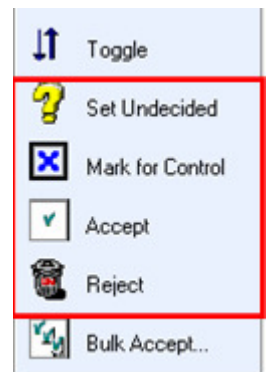 Toggle
Set Undecided
Mark for Control
Accept
Reject
Bulk Accept...